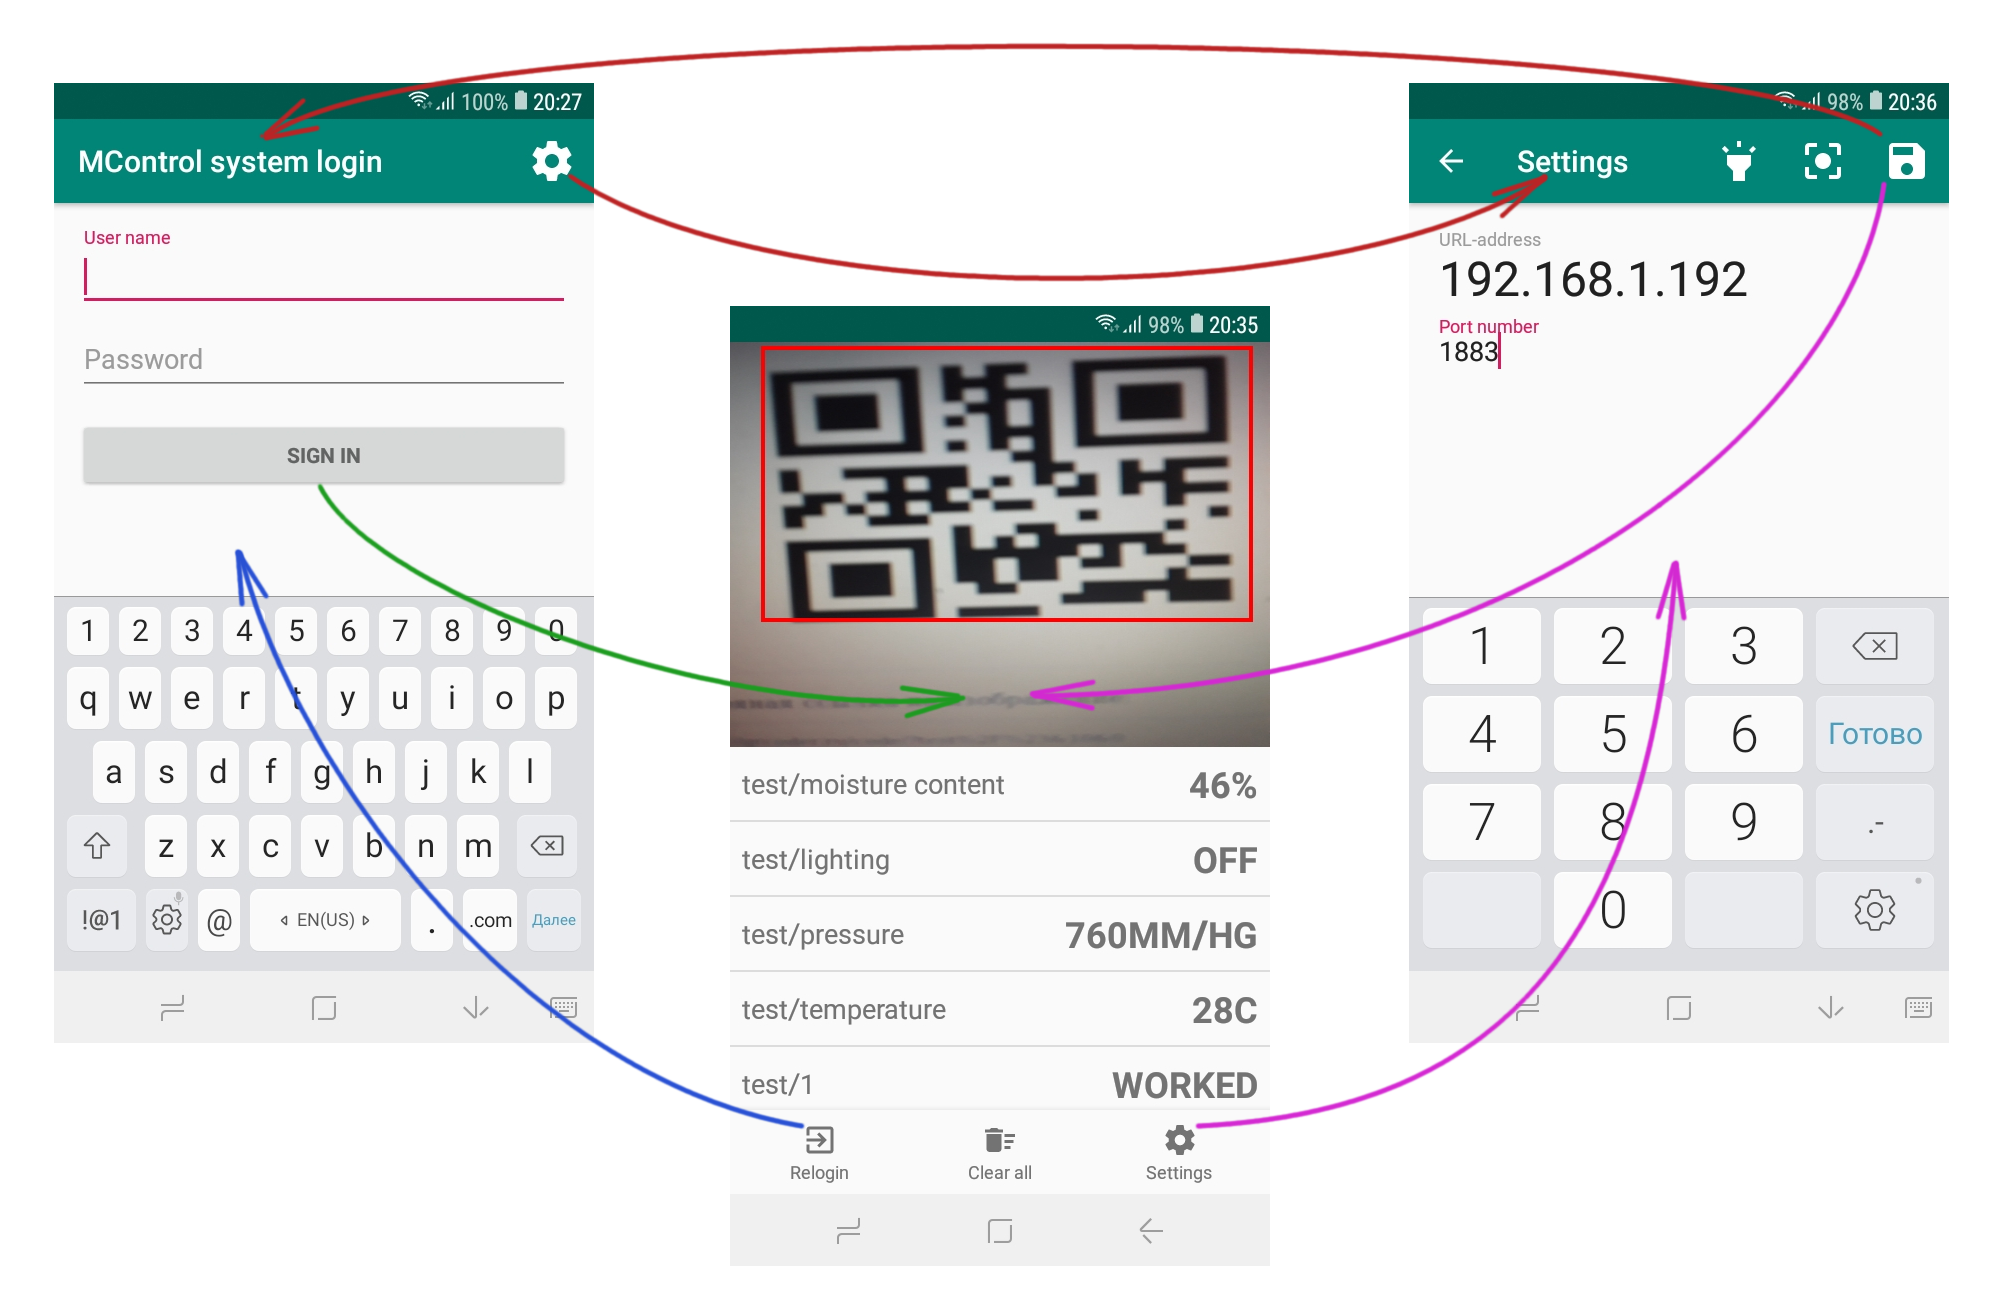 100% 20:27
MControl system login
User name
Password
SIGN IN
1 2 3 4 5 6 7 8 9 0
q w e r t y u i o p
a s d f g h j k l
z x c v b n m
!@1 @ EN(US) . .com Далее
98% 20:35
test/moisture content 46%
test/lighting OFF
test/pressure 760MM/HG
test/temperature 28C
test/1 WORKED
Relogin Clear all Settings
98% 20:36
Settings
URL-address
192.168.1.192
Port number
1883
1 2 3
4 5 6 Готово
7 8 9 .-
0